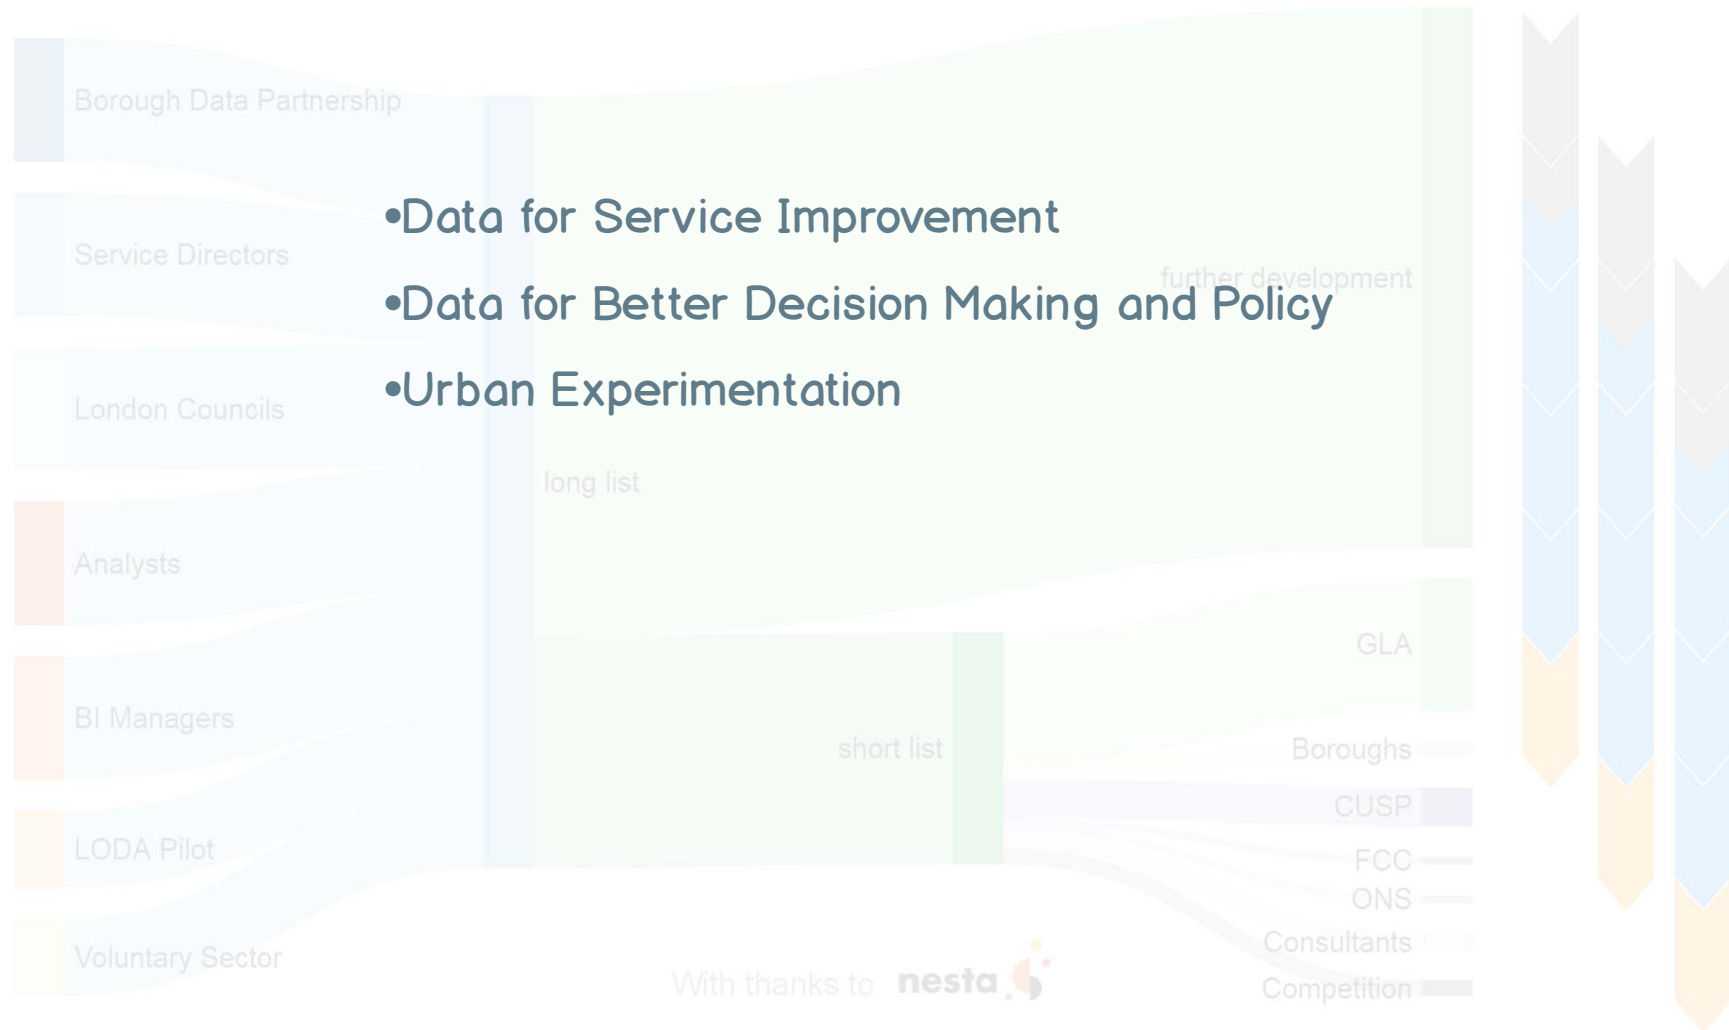 Borough Data Partnership
•Data for Service Improvement
Service Directors
further development
•Data for Better Decision Making and Policy
•Urban Experimentation
London Councils
long list
Analysts
GLA
BI Managers
short list
Boroughs
CUSP
LODA Pilot
FCC
ONS
Consultants
Voluntary Sector
With thanks to nesta
Competition